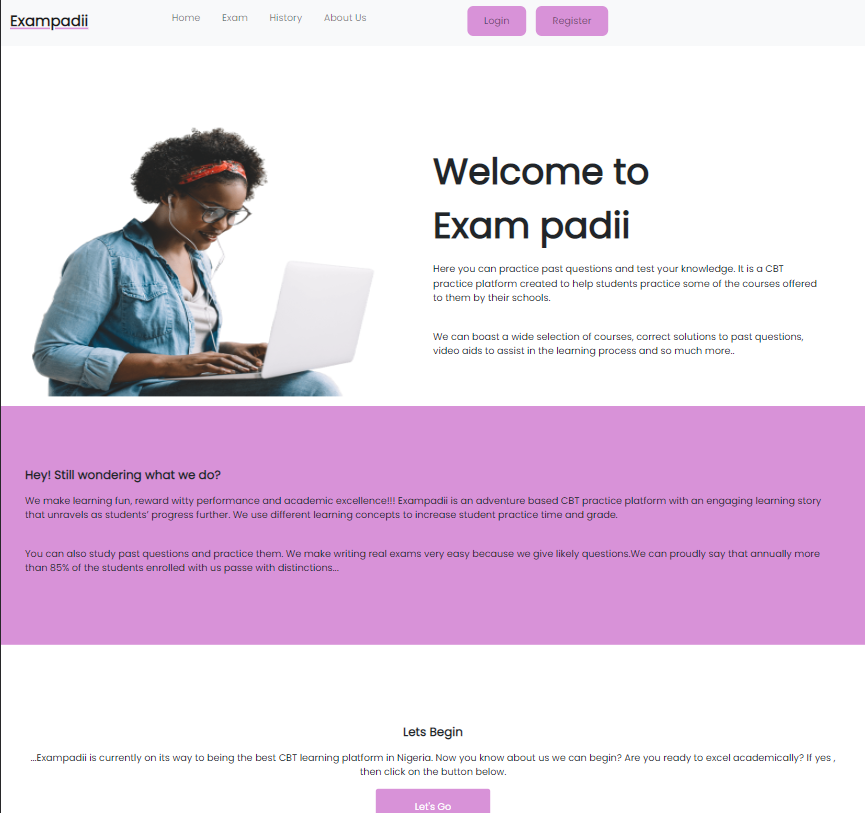 Exampadii
Home Exam History About Us
Login Register
Welcome to
Exam padii
Here you can practice past questions and test your knowledge. It is a CBT
practice platform created to help students practice some of the courses offered
to them by their schools.
We can boast a wide selection of courses, correct solutions to past questions,
video aids to assist in the learning process and so much more..
Hey! Still wondering what we do?
We make learning fun, reward witty performance and academic excellence!!! Exampadii is an adventure based CBT practice platform with an engaging learning story
that unravels as students’ progress further. We use different learning concepts to increase student practice time and grade.
You can also study past questions and practice them. We make writing real exams very easy because we give likely questions.We can proudly say that annually more
than 85% of the students enrolled with us passe with distinctions...
Lets Begin
...Exampadii is currently on its way to being the best CBT learning platform in Nigeria. Now you know about us we can begin? Are you ready to excel academically? If yes ,
then click on the button below.
Let's Go